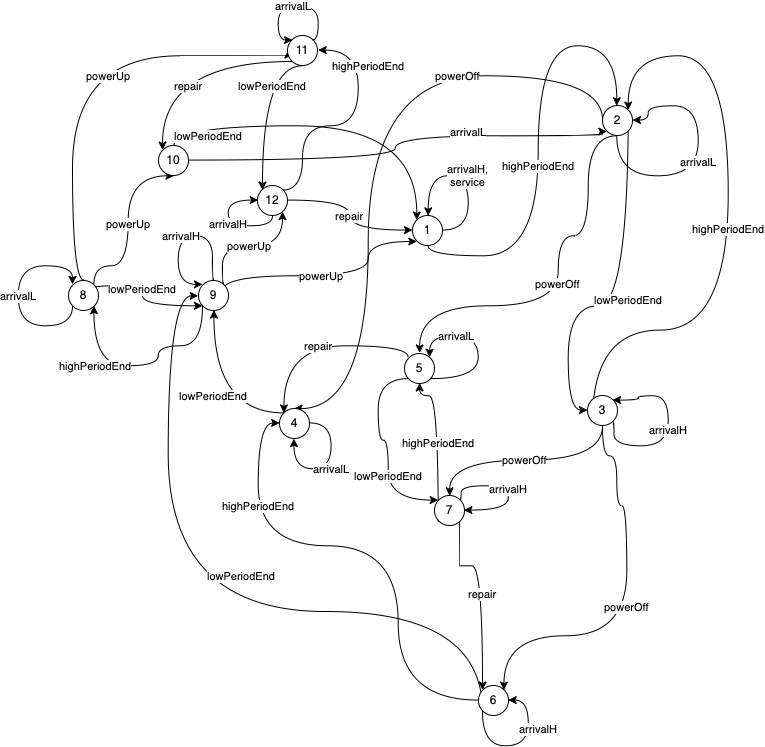 arrivalL
11
highPeriodEnd
powerUp
powerOff
repair
lowPeriodEnd
2
lowPeriodEnd
arrivalL
10
arrivalL
highPeriodEnd
arrivalH,
service
12
repair
arrivalH
1
highPeriodEnd
powerUp
arrivalH
powerUp
powerUp
8
lowPeriodEnd
9
arrivalL
powerOff
lowPeriodEnd
arrivalL
repair
highPeriodEnd
5
lowPeriodEnd
3
4
arrivalH
highPeriodEnd
powerOff
arrivalL
lowPeriodEnd
arrivalH
highPeriodEnd
7
lowPeriodEnd
repair
powerOff
6
arrivalH